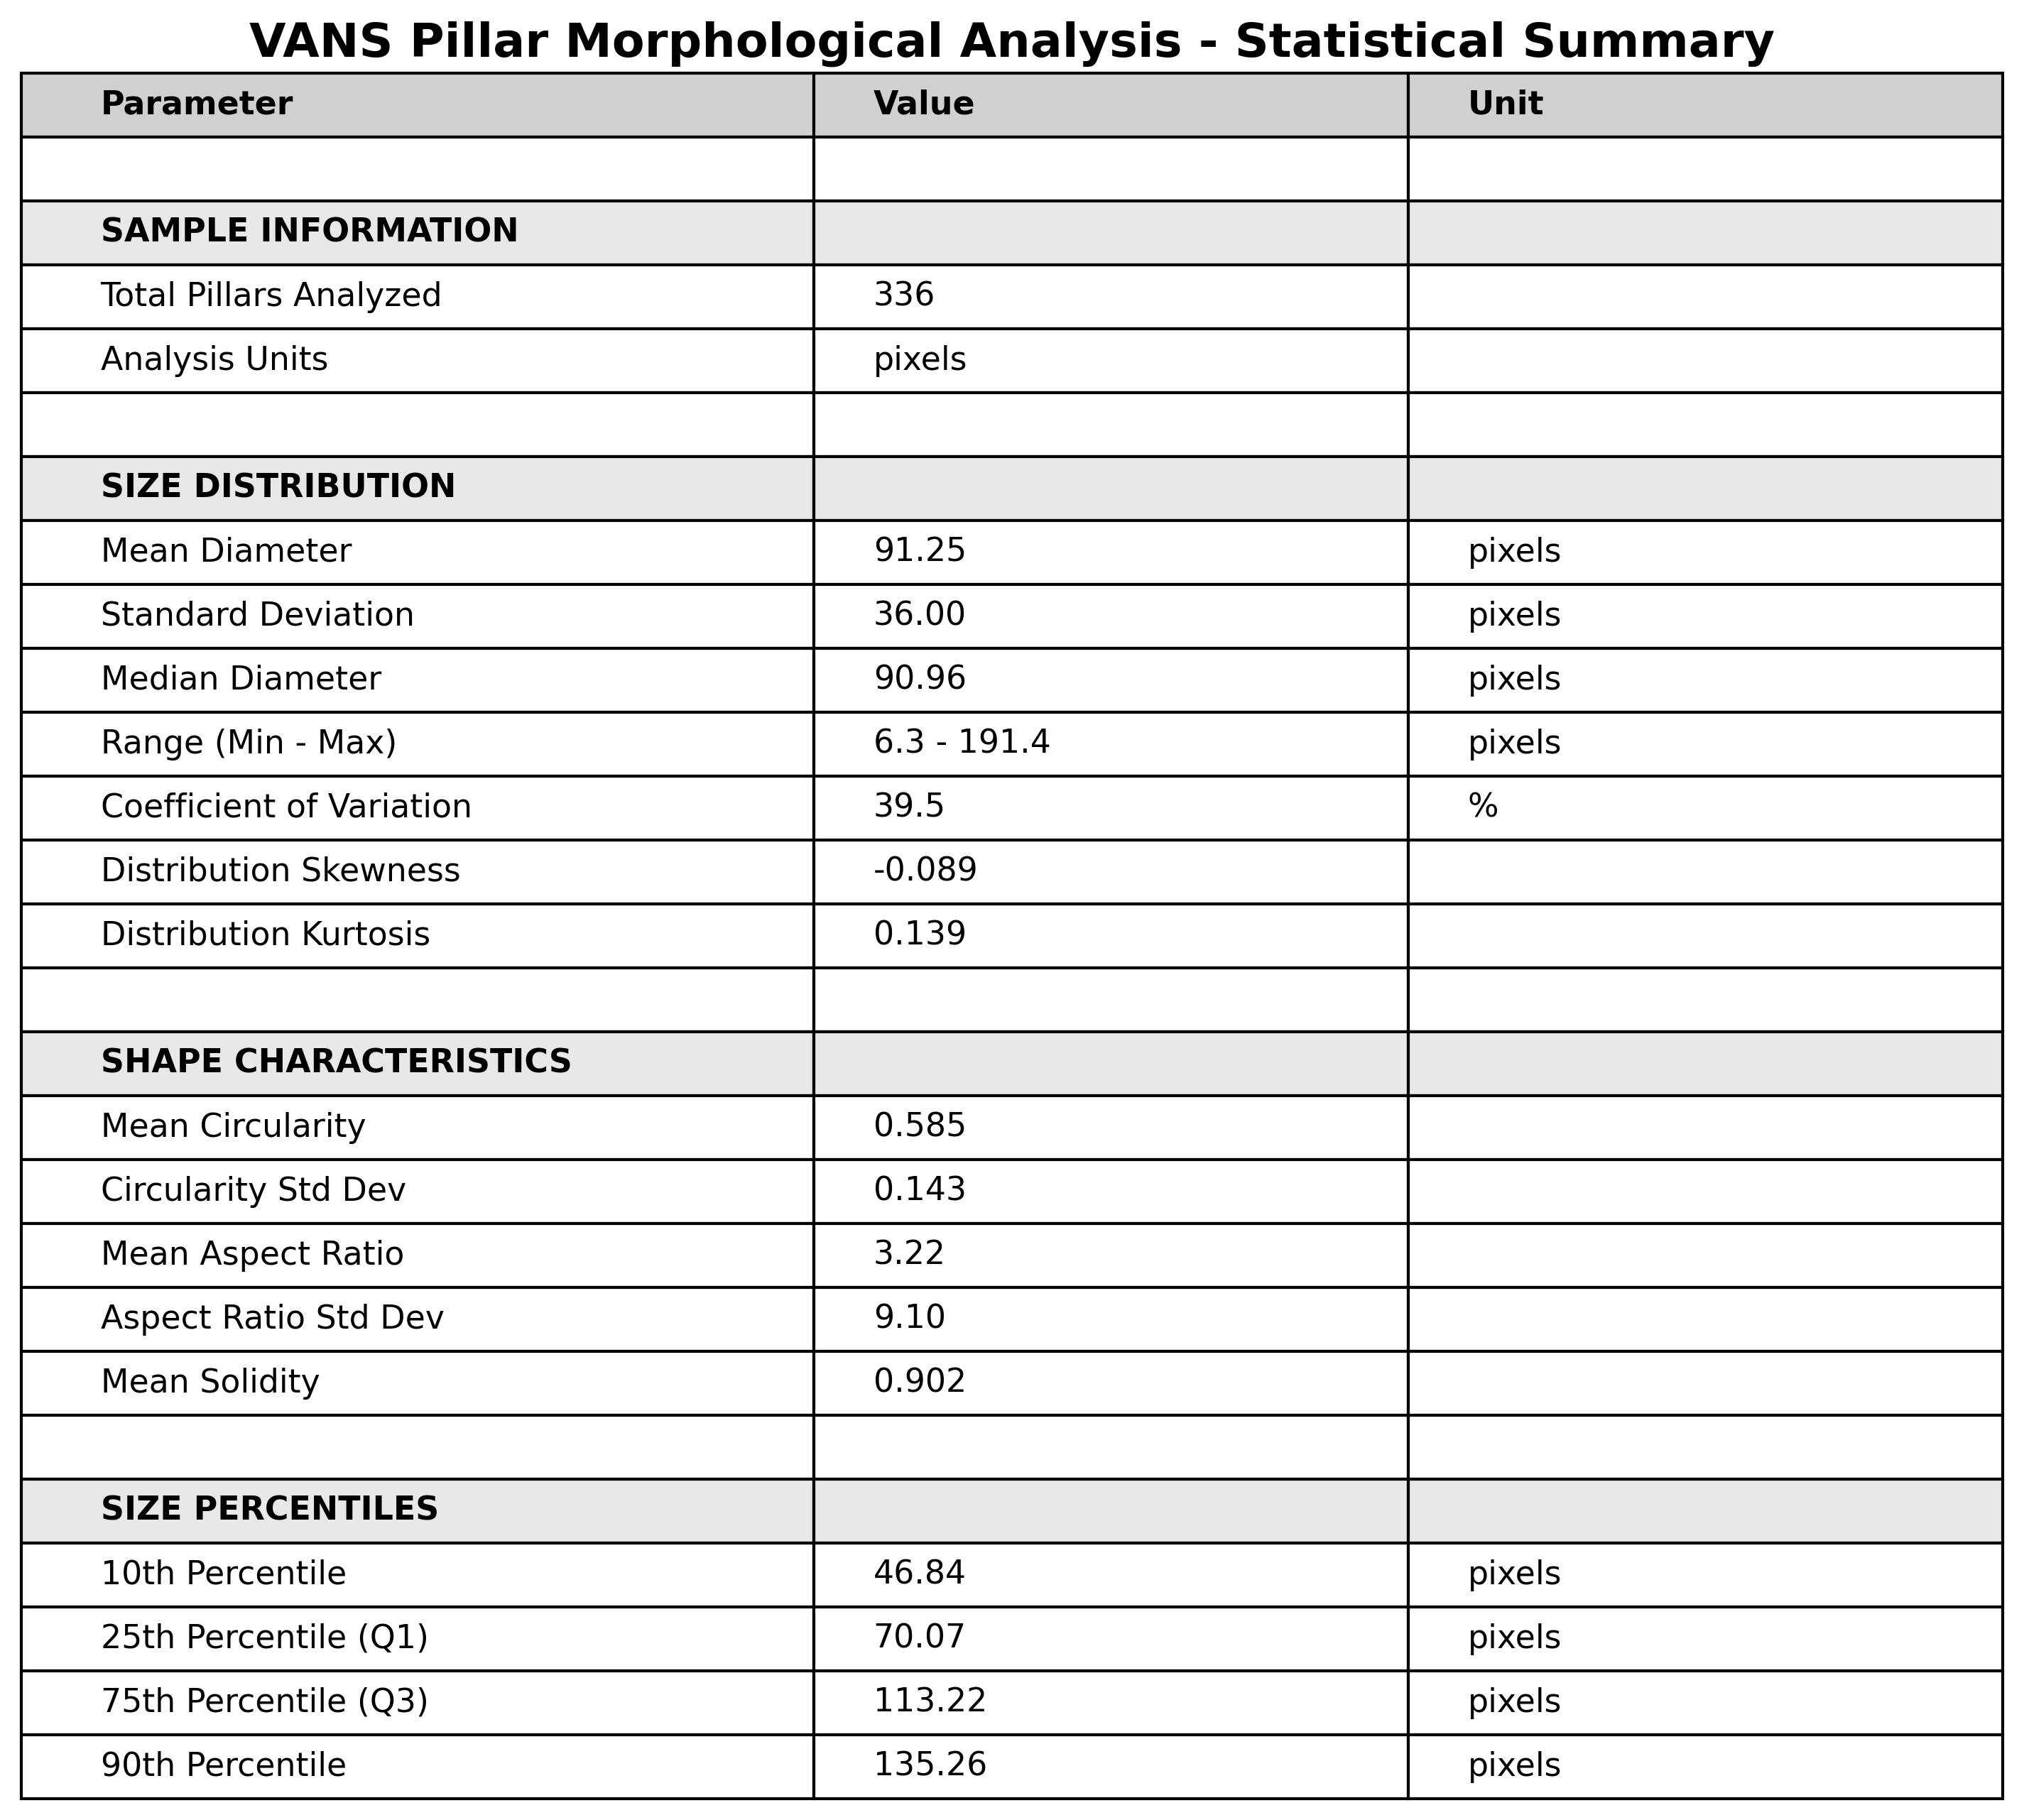 VANS Pillar Morphological Analysis - Statistical Summary
Parameter Value Unit
SAMPLE INFORMATION
Total Pillars Analyzed 336
Analysis Units pixels
SIZE DISTRIBUTION
Mean Diameter 91.25 pixels
Standard Deviation 36.00 pixels
Median Diameter 90.96 pixels
Range (Min - Max) 6.3 - 191.4 pixels
Coefficient of Variation 39.5 %
Distribution Skewness -0.089
Distribution Kurtosis 0.139
SHAPE CHARACTERISTICS
Mean Circularity 0.585
Circularity Std Dev 0.143
Mean Aspect Ratio 3.22
Aspect Ratio Std Dev 9.10
Mean Solidity 0.902
SIZE PERCENTILES
10th Percentile 46.84 pixels
25th Percentile (Q1) 70.07 pixels
75th Percentile (Q3) 113.22 pixels
90th Percentile 135.26 pixels